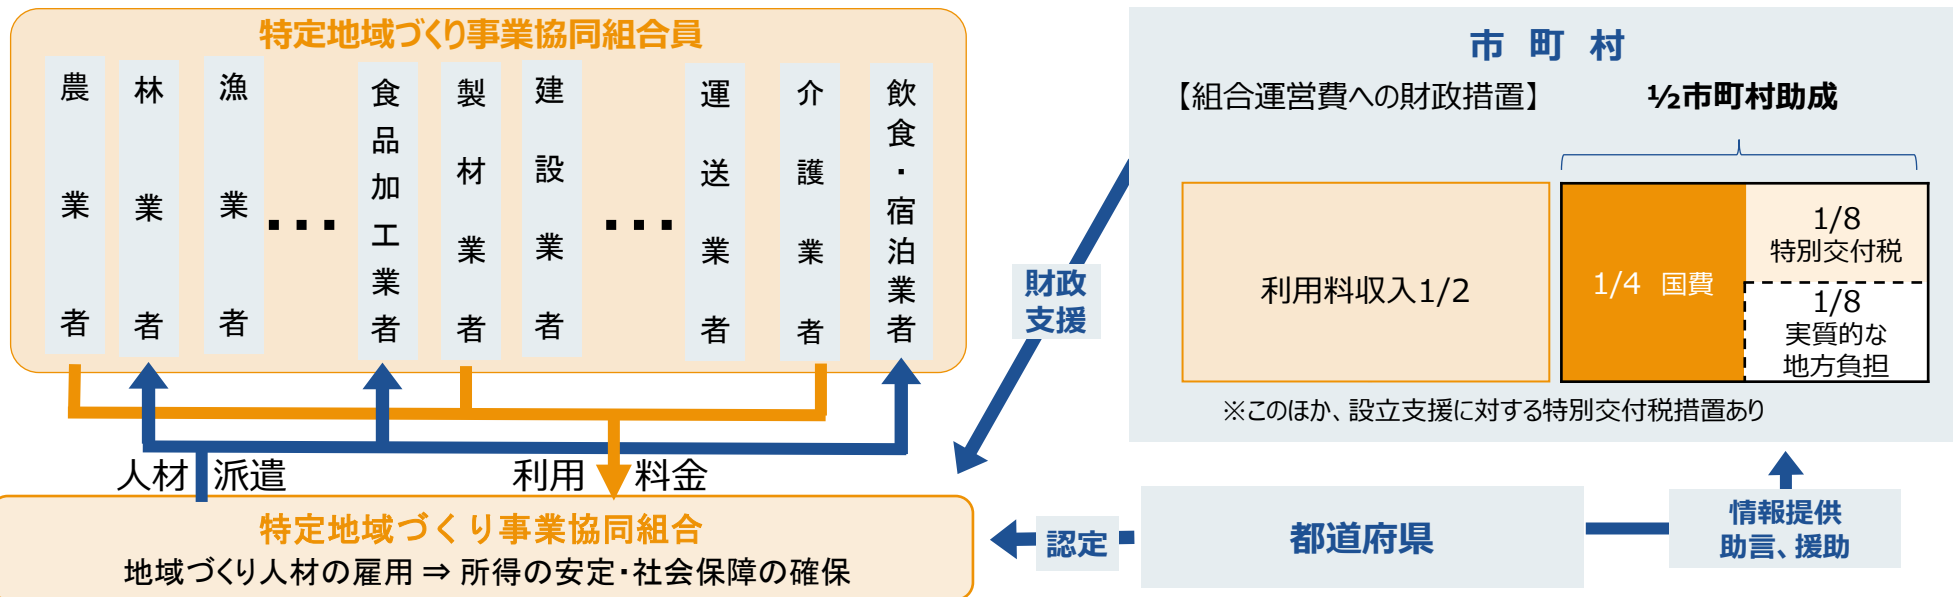 特定地域づくり事業協同組合員
農業者
林業者
漁業者
･･･
食品加工業者
製材業者
建設業者
･･･
運送業者
介護業者
飲食・宿泊業者
人材 派遣
利用 料金
特定地域づくり事業協同組合
地域づくり人材の雇用 ⇒ 所得の安定・社会保障の確保
財政
支援
認定
市 町 村
【組合運営費への財政措置】
½市町村助成
利用料収入1/2
1/4 国費
1/8
特別交付税
1/8
実質的な
地方負担
※このほか、設立支援に対する特別交付税措置あり
都道府県
情報提供
助言、援助